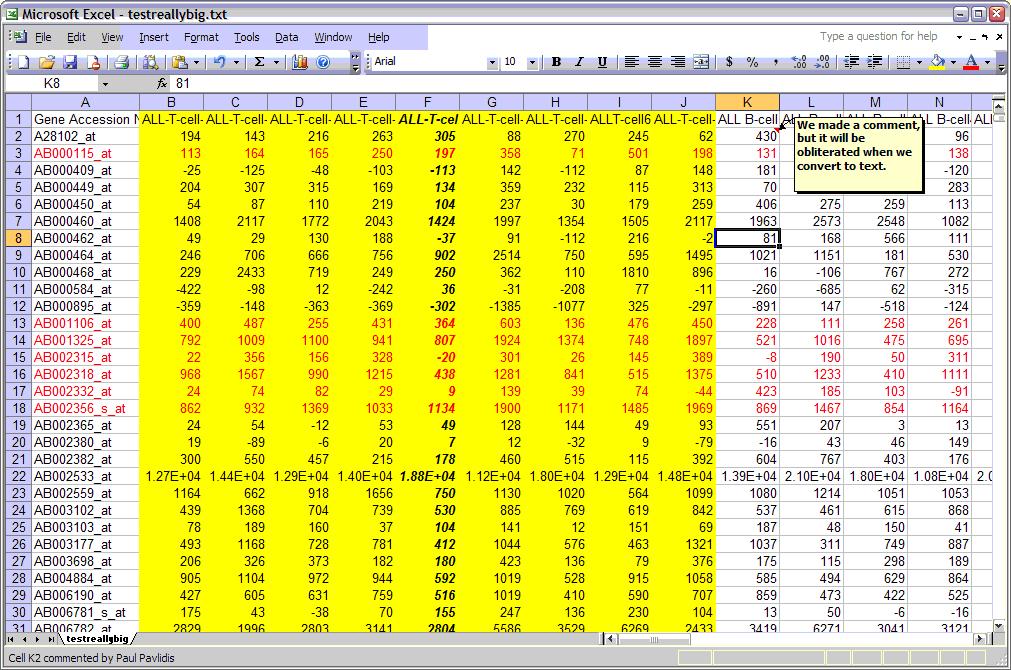 Microsoft Excel - testreallybig.txt
File Edit View Insert Format Tools Data Window Help Type a question for help
Arial 10 B I U $ % ,
K8 fx 81
A B C D E F G H I J K L M N
1 Gene Accession N ALL-T-cell- ALL-T-cell- ALL-T-cell- ALL-T-cell- ALL-T-cel ALL-T-cell- ALL-T-cell- ALLT-cell6 ALL-T-cell- ALL B-cell- ALL B-cell-
2 A28102_at 194 143 216 263 305 88 270 245 62 430 96
3 AB000115_at 113 164 165 250 197 358 71 501 198 131 138
4 AB000409_at -25 -125 -48 -103 -113 142 -112 87 148 181 -120
5 AB000449_at 204 307 315 169 134 359 232 115 313 70 283
We made a comment,
but it will be
obliterated when we
convert to text.
6 AB000450_at 54 87 110 219 104 237 30 179 259 406 275 259 113
7 AB000460_at 1408 2117 1772 2043 1424 1997 1354 1505 2117 1963 2573 2548 1082
8 AB000462_at 49 29 130 188 -37 91 -112 216 -2 81 168 566 111
9 AB000464_at 246 706 666 756 902 2514 750 595 1495 1021 1151 181 530
10 AB000468_at 229 2433 719 249 250 362 110 1810 896 16 -106 767 272
11 AB000584_at -422 -98 12 -242 36 -31 -208 77 -11 -260 -685 62 -315
12 AB000895_at -359 -148 -363 -369 -302 -1385 -1077 325 -297 -891 147 -518 -124
13 AB001106_at 400 487 255 431 364 603 136 476 450 228 111 258 261
14 AB001325_at 792 1009 1100 941 807 1924 1374 748 1897 521 1016 475 695
15 AB002315_at 22 356 156 328 -20 301 26 145 389 -8 190 50 311
16 AB002318_at 968 1567 990 1215 438 1281 841 515 1375 510 1233 410 1111
17 AB002332_at 24 74 82 29 9 139 39 74 -44 423 185 103 -91
18 AB002356_s_at 862 932 1369 1033 1134 1900 1171 1485 1969 869 1467 854 1164
19 AB002365_at 24 54 -12 53 49 128 -144 49 93 551 207 3 13
20 AB002380_at 19 -89 -6 20 7 12 -32 9 -79 -16 43 46 149
21 AB002382_at 300 550 457 215 178 460 515 115 392 604 767 403 176
22 AB002533_at 1.27E+04 1.44E+04 1.29E+04 1.40E+04 1.88E+04 1.12E+04 1.80E+04 1.29E+04 1.48E+04 1.39E+04 2.10E+04 1.80E+04 1.08E+04 2.0
23 AB002559_at 1164 662 918 1656 750 1130 1020 564 1099 1080 1214 1051 1053
24 AB003102_at 439 1368 704 739 530 885 769 619 842 537 461 615 868
25 AB003103_at 78 189 160 37 104 141 12 151 69 187 48 150 41
26 AB003177_at 493 1168 728 781 412 1044 576 463 1321 1037 311 749 887
27 AB003698_at 206 326 373 182 180 423 136 79 376 175 115 298 189
28 AB004884_at 905 1104 972 944 592 1019 528 915 1058 585 494 629 864
29 AB006190_at 427 605 631 759 516 1019 410 590 707 859 473 422 525
30 AB006781_s_at 175 43 -38 70 155 247 136 230 104 13 50 -6 -16
31 AB006782_at 2829 1996 2803 3141 2804 5586 3529 6269 2433 3419 6271 3041 3121
testreallybig
Cell K2 commented by Paul Pavlidis